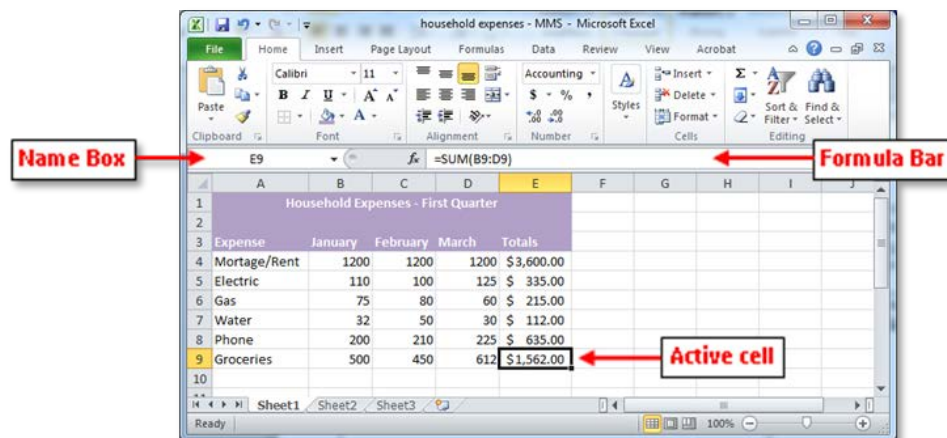 household expenses - MMS - Microsoft Excel
File Home Insert Page Layout Formulas Data Review View Acrobat
Paste
Clipboard
Calibri 11
B I U A A
A
Font
Alignment
Accounting
$ % ,
.00 .00
Number
Styles
Insert
Delete
Format
Cells
Σ
Sort & Filter
Find & Select
Editing
Name Box
E9 fx =SUM(B9:D9)
Formula Bar
A B C D E F G H I J
1 Household Expenses - First Quarter
2
3 Expense January February March Totals
4 Mortage/Rent 1200 1200 1200 $3,600.00
5 Electric 110 100 125 $ 335.00
6 Gas 75 80 60 $ 215.00
7 Water 32 50 30 $ 112.00
8 Phone 200 210 225 $ 635.00
9 Groceries 500 450 612 $1,562.00
Active cell
10
Sheet1 Sheet2 Sheet3
Ready 100%